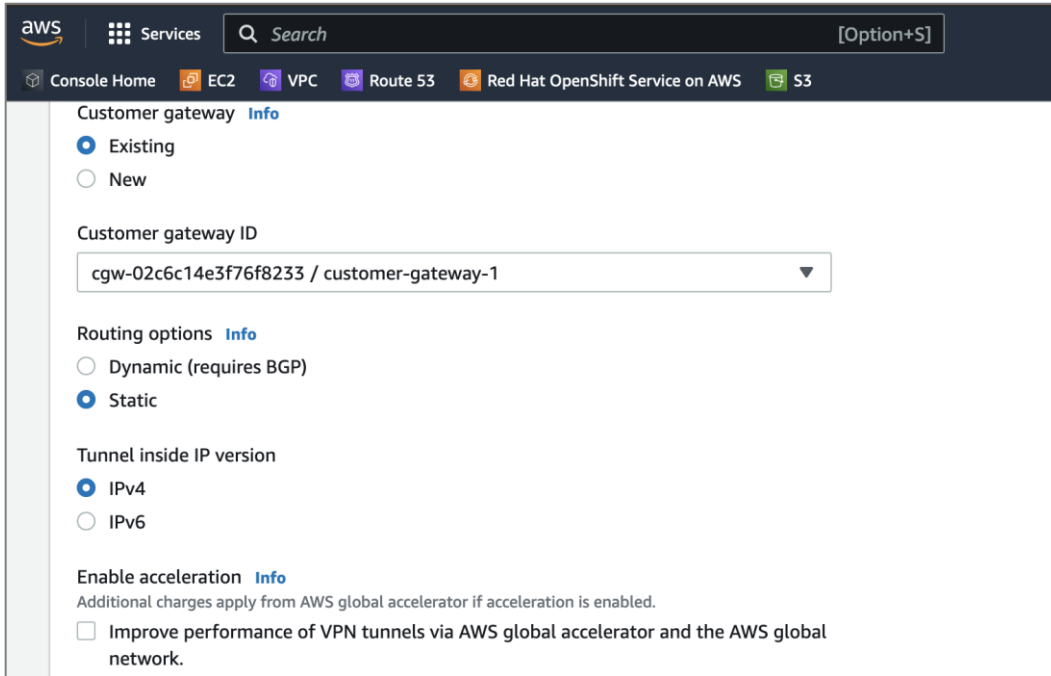 aws
Services
Search
[Option+S]
Console Home
EC2
VPC
Route 53
Red Hat OpenShift Service on AWS
S3
Customer gateway Info
Existing
New
Customer gateway ID
cgw-02c6c14e3f76f8233 / customer-gateway-1
Routing options Info
Dynamic (requires BGP)
Static
Tunnel inside IP version
IPv4
IPv6
Enable acceleration Info
Additional charges apply from AWS global accelerator if acceleration is enabled.
Improve performance of VPN tunnels via AWS global accelerator and the AWS global
network.